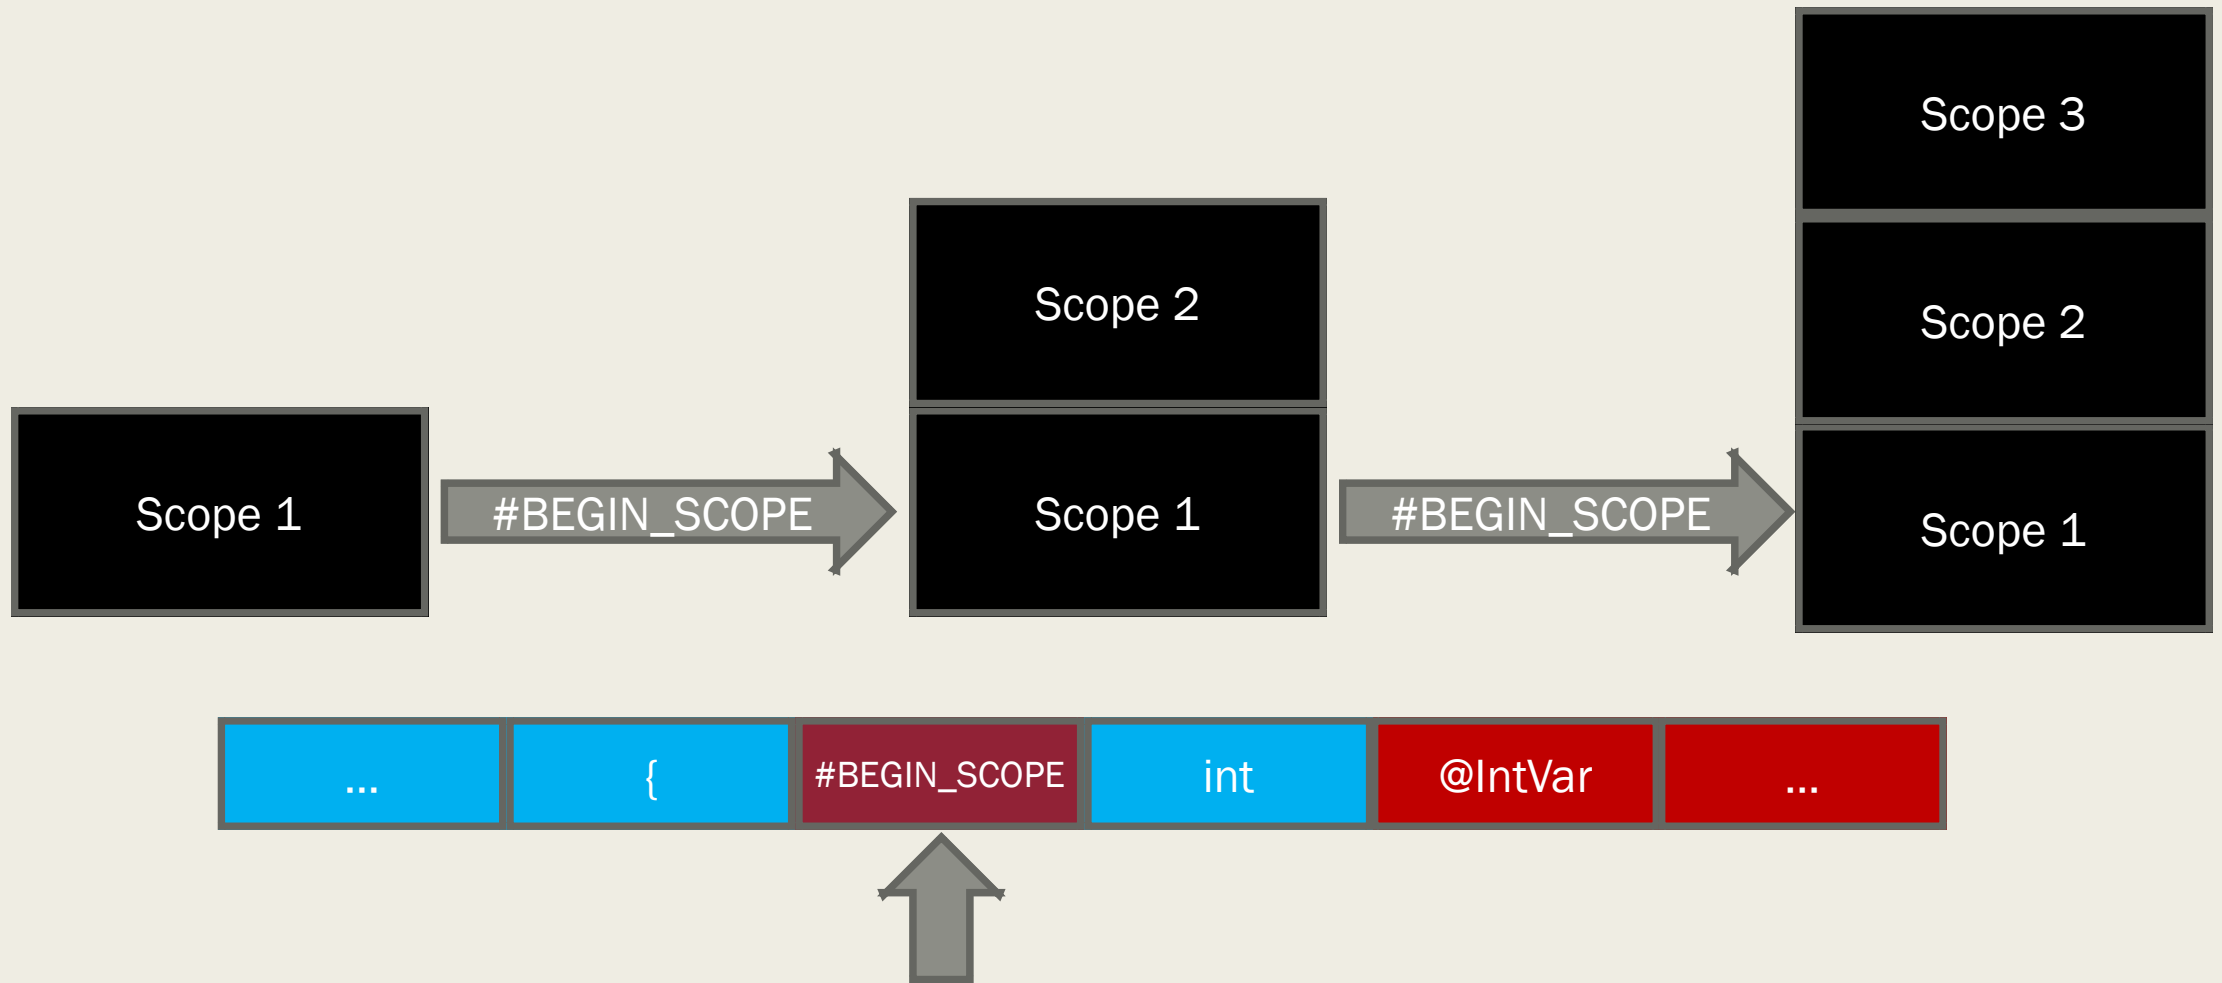 Scope 3
Scope 2
Scope 2
Scope 1
#BEGIN_SCOPE
Scope 1
#BEGIN_SCOPE
Scope 1
...
{
#BEGIN_SCOPE
int
@IntVar
...